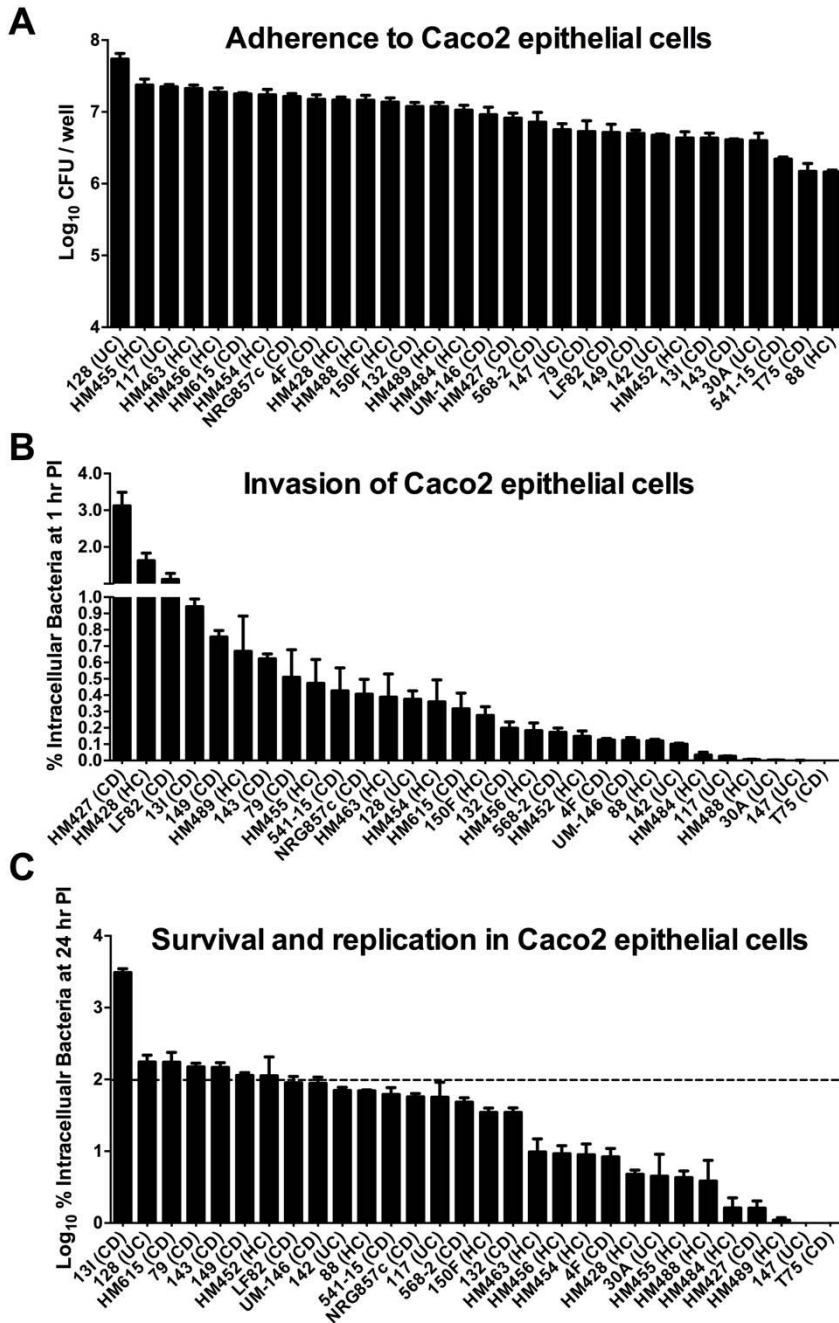 A
Adherence to Caco2 epithelial cells
Log10 CFU / well
8
7
6
5
4
128 (UC)
HM455 (HC)
117 (UC)
HM463 (HC)
HM456 (HC)
HM615 (CD)
HM454 (HC)
NRG857c (CD)
4F (CD)
HM428 (HC)
HM488 (HC)
150F (HC)
132 (CD)
HM489 (HC)
HM484 (HC)
UM-146 (CD)
HM427 (CD)
568-2 (CD)
147 (UC)
79 (CD)
LF82 (CD)
149 (CD)
142 (UC)
HM452 (HC)
13I (CD)
143 (CD)
30A (UC)
541-15 (CD)
T75 (CD)
88 (HC)
B
Invasion of Caco2 epithelial cells
% Intracellular Bacteria at 1 hr PI
4.0
3.0
2.0
1.0
0.9
0.8
0.7
0.6
0.5
0.4
0.3
0.2
0.1
0.0
HM427 (CD)
HM428 (HC)
LF82 (CD)
13I (CD)
149 (CD)
HM489 (HC)
143 (CD)
79 (CD)
HM455 (HC)
541-15 (CD)
NRG857c (CD)
HM463 (HC)
128 (UC)
HM454 (HC)
HM615 (CD)
150F (HC)
132 (CD)
HM456 (HC)
568-2 (CD)
HM452 (HC)
4F (CD)
UM-146 (CD)
88 (HC)
142 (UC)
HM484 (HC)
117 (UC)
HM488 (HC)
30A (UC)
147 (UC)
T75 (CD)
C
Survival and replication in Caco2 epithelial cells
Log10 % Intracellualr Bacteria at 24 hr PI
4
3
2
1
0
13I (CD)
128 (UC)
HM615 (CD)
79 (CD)
143 (CD)
149 (CD)
HM452 (HC)
LF82 (CD)
UM-146 (CD)
142 (UC)
88 (HC)
541-15 (CD)
NRG857c (CD)
117 (UC)
568-2 (CD)
150F (HC)
132 (CD)
HM463 (HC)
HM456 (HC)
HM454 (HC)
4F (CD)
HM428 (HC)
30A (UC)
HM455 (HC)
HM488 (HC)
HM484 (HC)
HM427 (CD)
HM489 (HC)
147 (UC)
T75 (CD)